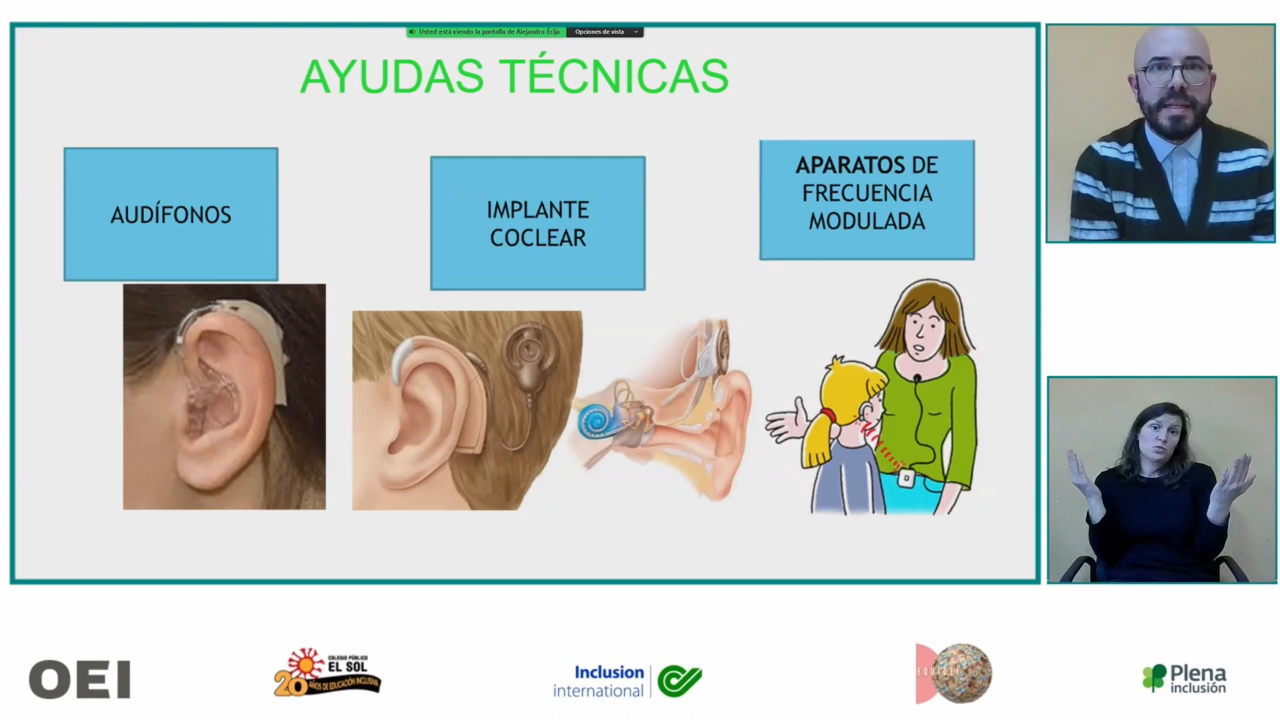 Usted está viendo la pantalla de Alejandro Écija
Opciones de vista
AYUDAS TÉCNICAS
AUDÍFONOS
IMPLANTE
COCLEAR
APARATOS DE
FRECUENCIA
MODULADA
OEI
COLEGIO PÚBLICO
EL SOL
20
AÑOS DE EDUCACIÓN INCLUSIVA
Inclusion
international
Plena
inclusión